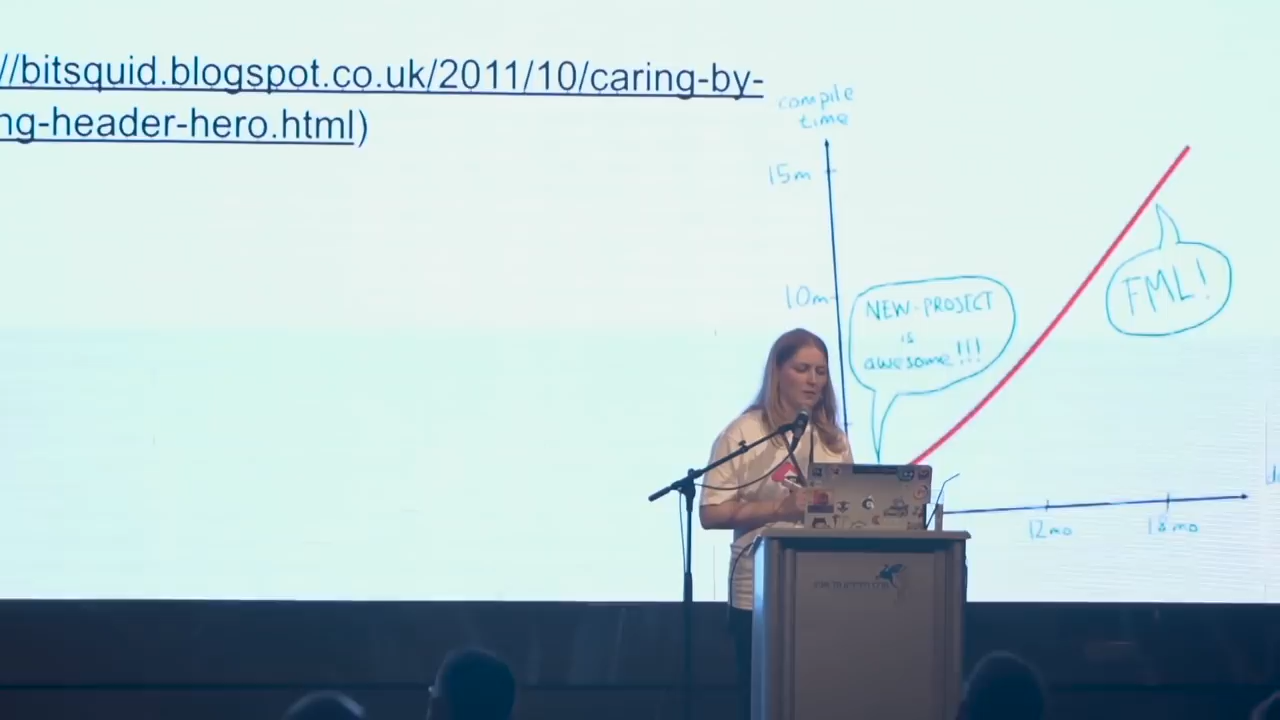 //bitsquid.blogspot.co.uk/2011/10/caring-by-
ng-header-hero.html)
compile
time
15m
10m
NEW-PROJECT
is
awesome!!!
FML!
12mo
18mo